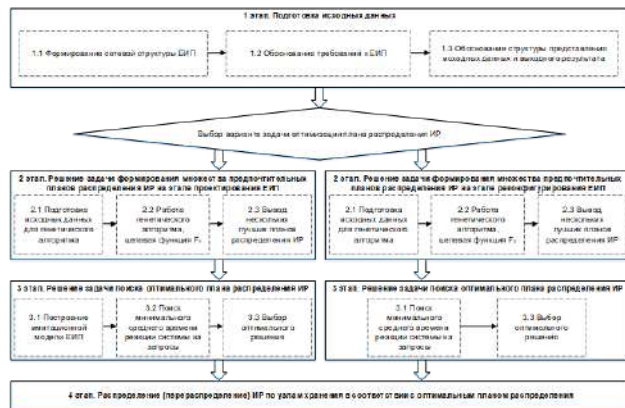 1 этап. Подготовка исходных данных
1.1 Формирование сетевой структуры ЕИП
1.2 Обоснование требований к ЕИП
1.3 Обоснование структуры представления
исходных данных и выходного результата
Выбор варианта задачи оптимизации плана распределения ИР
2 этап. Решение задачи формирования множества предпочтительных
планов распределения ИР на этапе проектирования ЕИП
2.1 Подготовка
исходных данных
для генетического
алгоритма
2.2 Работа
генетического
алгоритма,
целевая функция
2.3 Вывод
нескольких
лучших планов
распределения ИР
2 этап. Решение задачи формирования множества предпочтительных
планов распределения ИР на этапе реконфигурирования ЕИП
2.1 Подготовка
исходных данных
для генетического
алгоритма
2.2 Работа
генетического
алгоритма,
целевая функция
2.3 Вывод
нескольких
лучших планов
распределения ИР
3 этап. Решение задачи поиска оптимального плана распределения ИР
3.1 Построение
имитационной
модели ЕИП
3.2 Поиск
минимального
среднего времени
реакции системы на
запросы
3.3 Выбор
оптимального
решения
3 этап. Решение задачи поиска оптимального плана распределения ИР
3.1 Поиск
минимального
среднего времени
реакции системы на
запросы
3.3 Выбор
оптимального
решения
4 этап. Распределение (перераспределение) ИР по узлам хранения в соответствии с оптимальным планом распределения